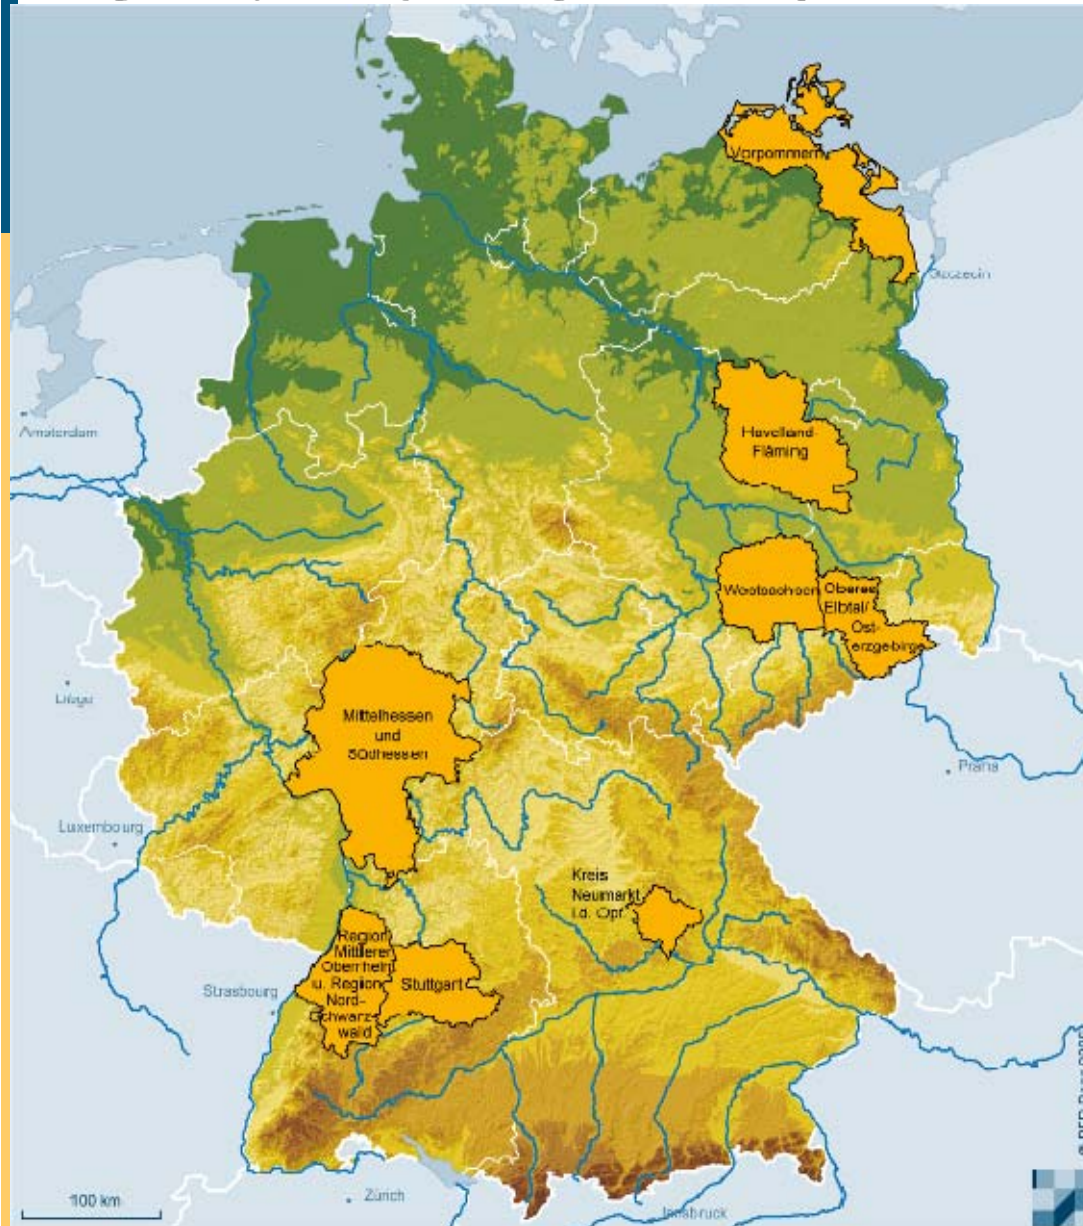 Vorpommern
Szczecin
Amsterdam
Havelland-
Fläming
Westsachsen
Oberes
Elbtal/
Ost-
erzgebirge
Liège
Mittelhessen
und
Südhessen
Praha
Luxembourg
Kreis
Neumarkt
i.d. Opf.
Region
Mittlerer
Oberrhein
u. Region
Nord-
Schwarz-
wald
Stuttgart
Strasbourg
100 km
Zürich
Innsbruck